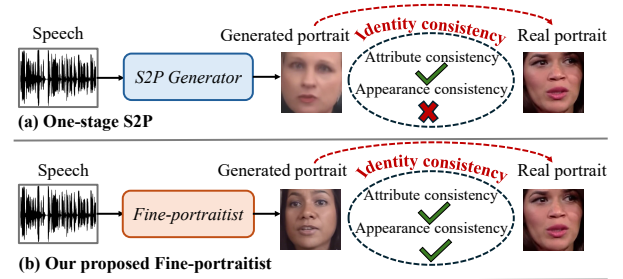 Speech
Generated portrait
Identity consistency
Real portrait
S2P Generator
Attribute consistency
Appearance consistency
(a) One-stage S2P
Speech
Generated portrait
Identity consistency
Real portrait
Fine-portraitist
Attribute consistency
Appearance consistency
(b) Our proposed Fine-portraitist